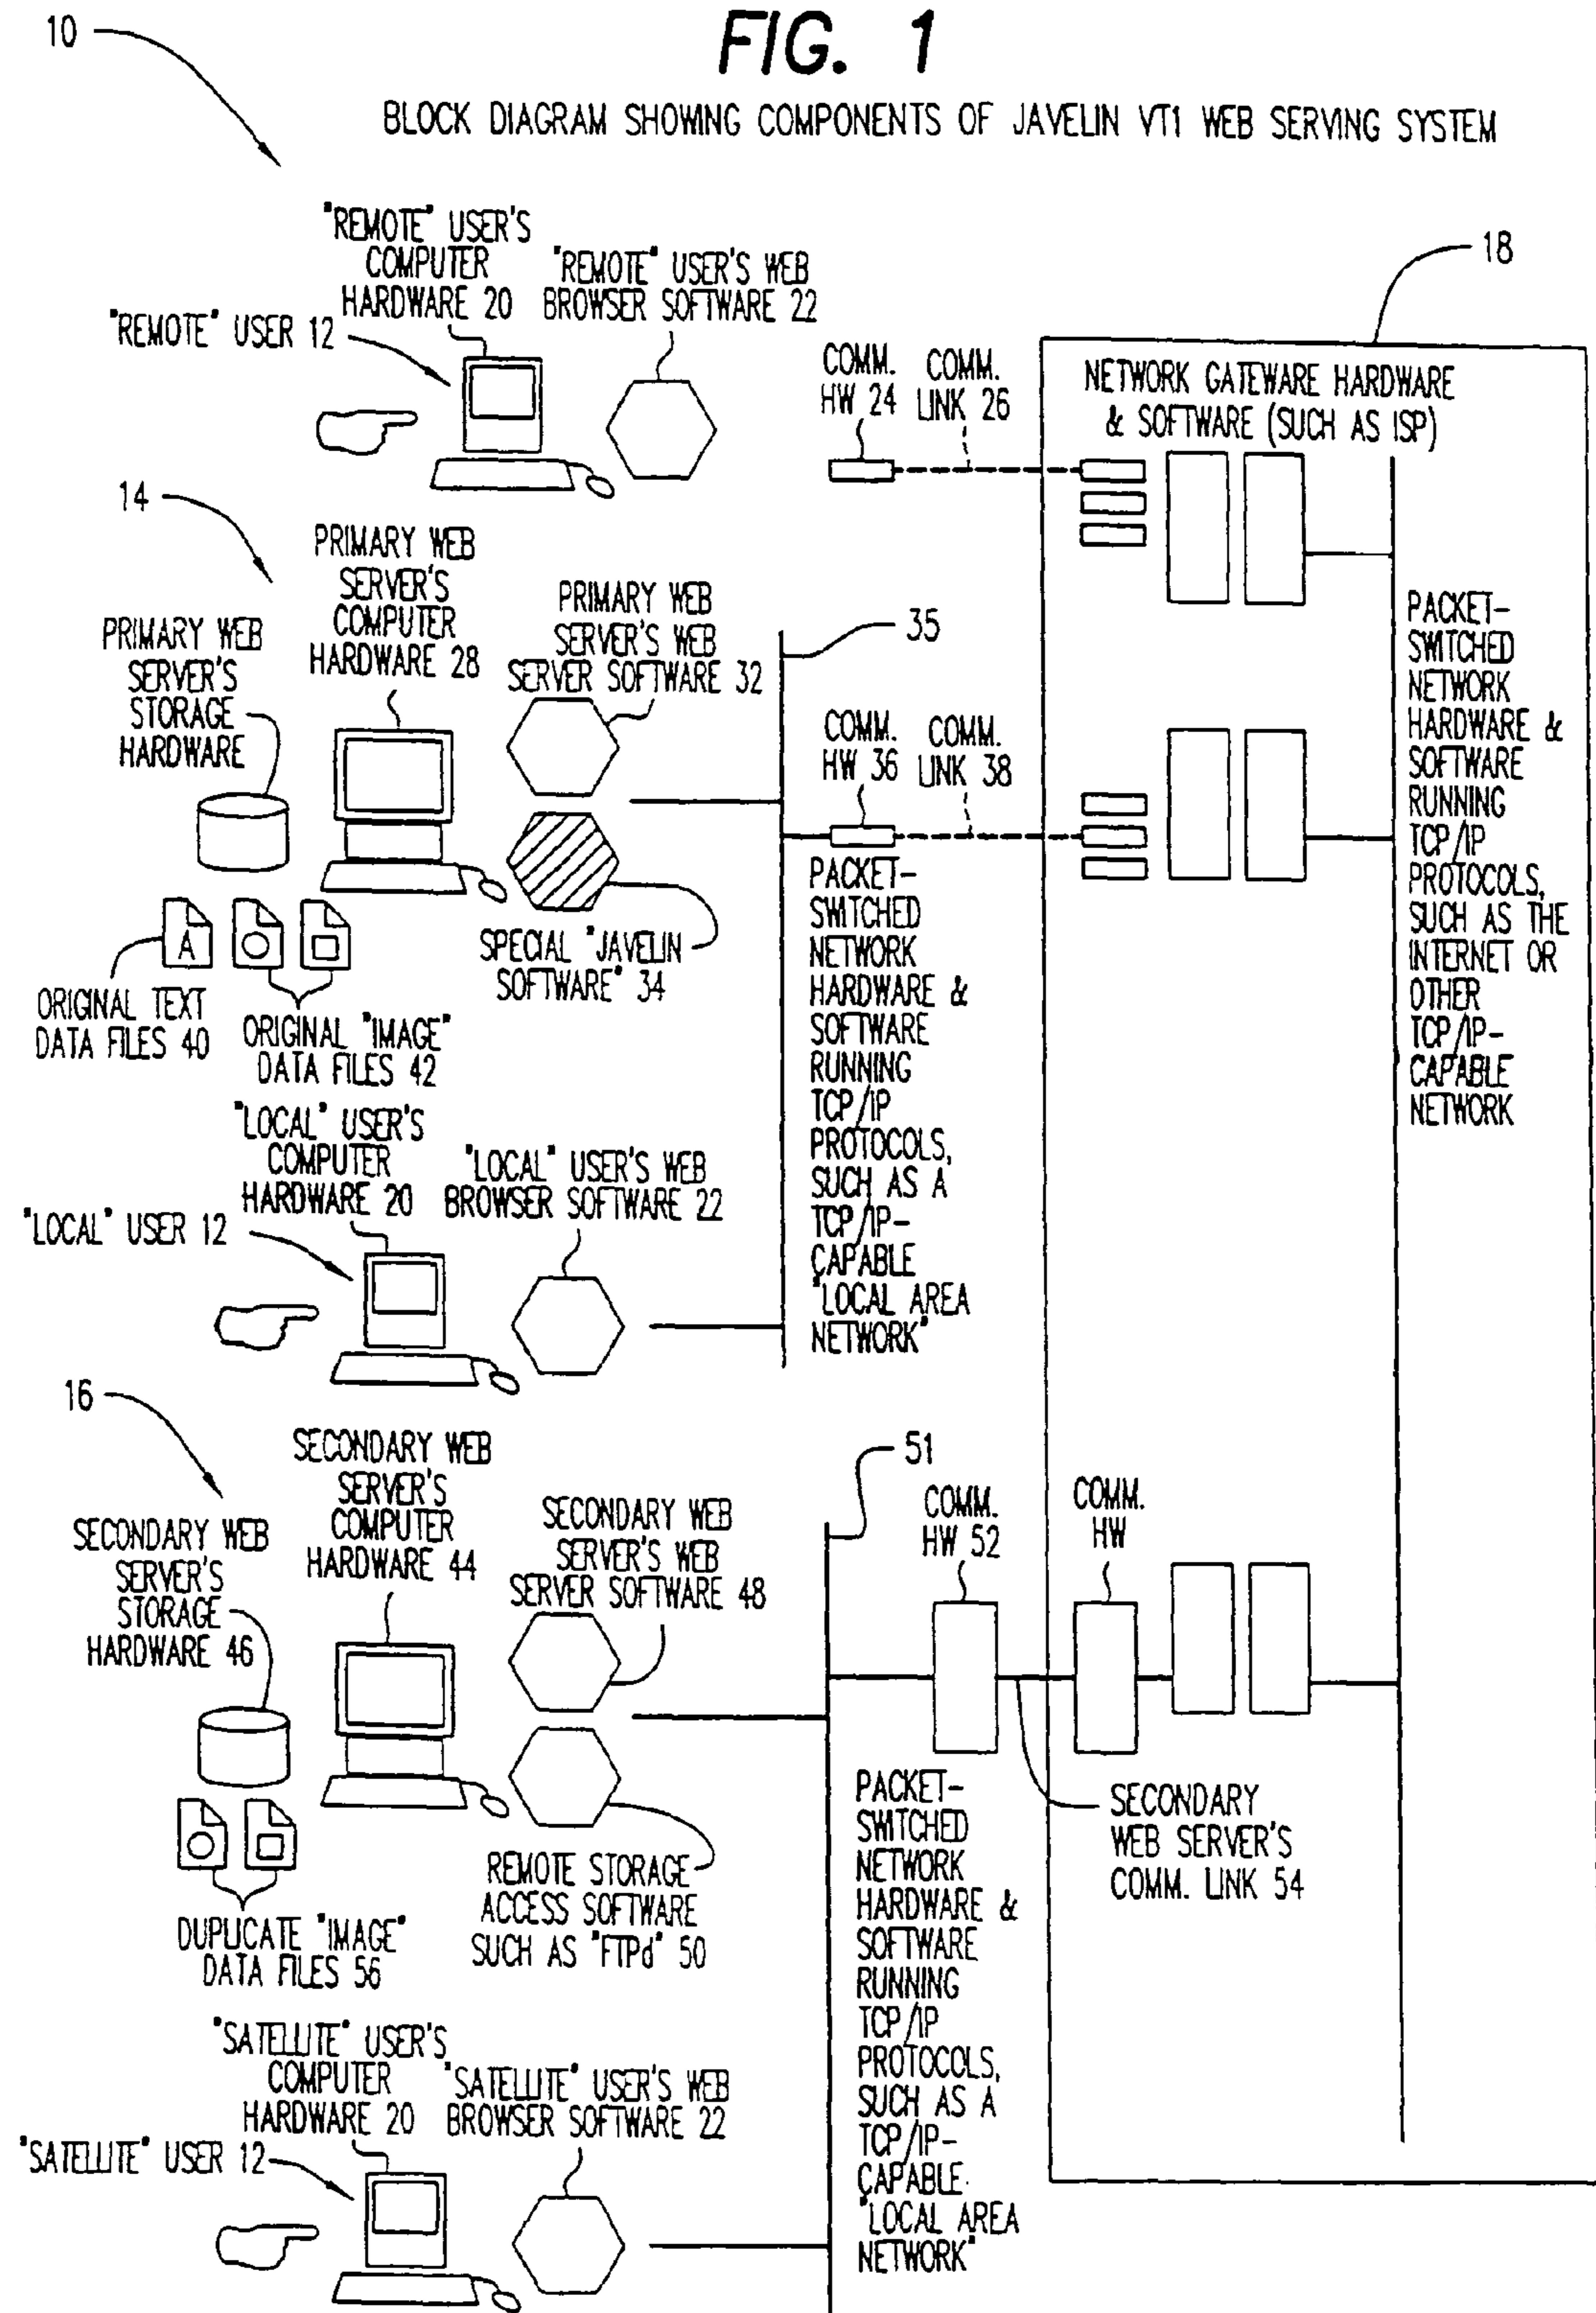 FIG. 1
10
BLOCK DIAGRAM SHOWING COMPONENTS OF JAVELIN VT1 WEB SERVING SYSTEM
"REMOTE" USER'S
COMPUTER
HARDWARE 20
"REMOTE" USER'S WEB
BROWSER SOFTWARE 22
"REMOTE" USER 12
18
COMM.
HW 24
COMM.
LINK 26
NETWORK GATEWARE HARDWARE
& SOFTWARE (SUCH AS ISP)
14
PRIMARY WEB
SERVER'S
COMPUTER
HARDWARE 28
PRIMARY WEB
SERVER'S WEB
SERVER SOFTWARE 32
PRIMARY WEB
SERVER'S
STORAGE
HARDWARE
35
COMM.
HW 36
COMM.
LINK 38
PACKET-
SWITCHED
NETWORK
HARDWARE &
SOFTWARE
RUNNING
TCP/IP
PROTOCOLS,
SUCH AS THE
INTERNET OR
OTHER
TCP/IP-
CAPABLE
NETWORK
A
SPECIAL "JAVELIN
SOFTWARE" 34
ORIGINAL TEXT
DATA FILES 40
ORIGINAL "IMAGE"
DATA FILES 42
PACKET-
SWITCHED
NETWORK
HARDWARE &
SOFTWARE
RUNNING
TCP/IP
PROTOCOLS,
SUCH AS A
TCP/IP-
CAPABLE
"LOCAL AREA
NETWORK"
"LOCAL" USER'S
COMPUTER
HARDWARE 20
"LOCAL" USER'S WEB
BROWSER SOFTWARE 22
"LOCAL" USER 12
16
SECONDARY WEB
SERVER'S
COMPUTER
HARDWARE 44
SECONDARY WEB
SERVER'S WEB
SERVER SOFTWARE 48
SECONDARY WEB
SERVER'S
STORAGE
HARDWARE 46
51
COMM.
HW 52
COMM.
HW
SECONDARY
WEB SERVER'S
COMM. LINK 54
REMOTE STORAGE
ACCESS SOFTWARE
SUCH AS "FTPd" 50
DUPLICATE "IMAGE"
DATA FILES 56
PACKET-
SWITCHED
NETWORK
HARDWARE &
SOFTWARE
RUNNING
TCP/IP
PROTOCOLS,
SUCH AS A
TCP/IP-
CAPABLE
"LOCAL AREA
NETWORK"
"SATELLITE" USER'S
COMPUTER
HARDWARE 20
"SATELLITE" USER'S WEB
BROWSER SOFTWARE 22
"SATELLITE" USER 12